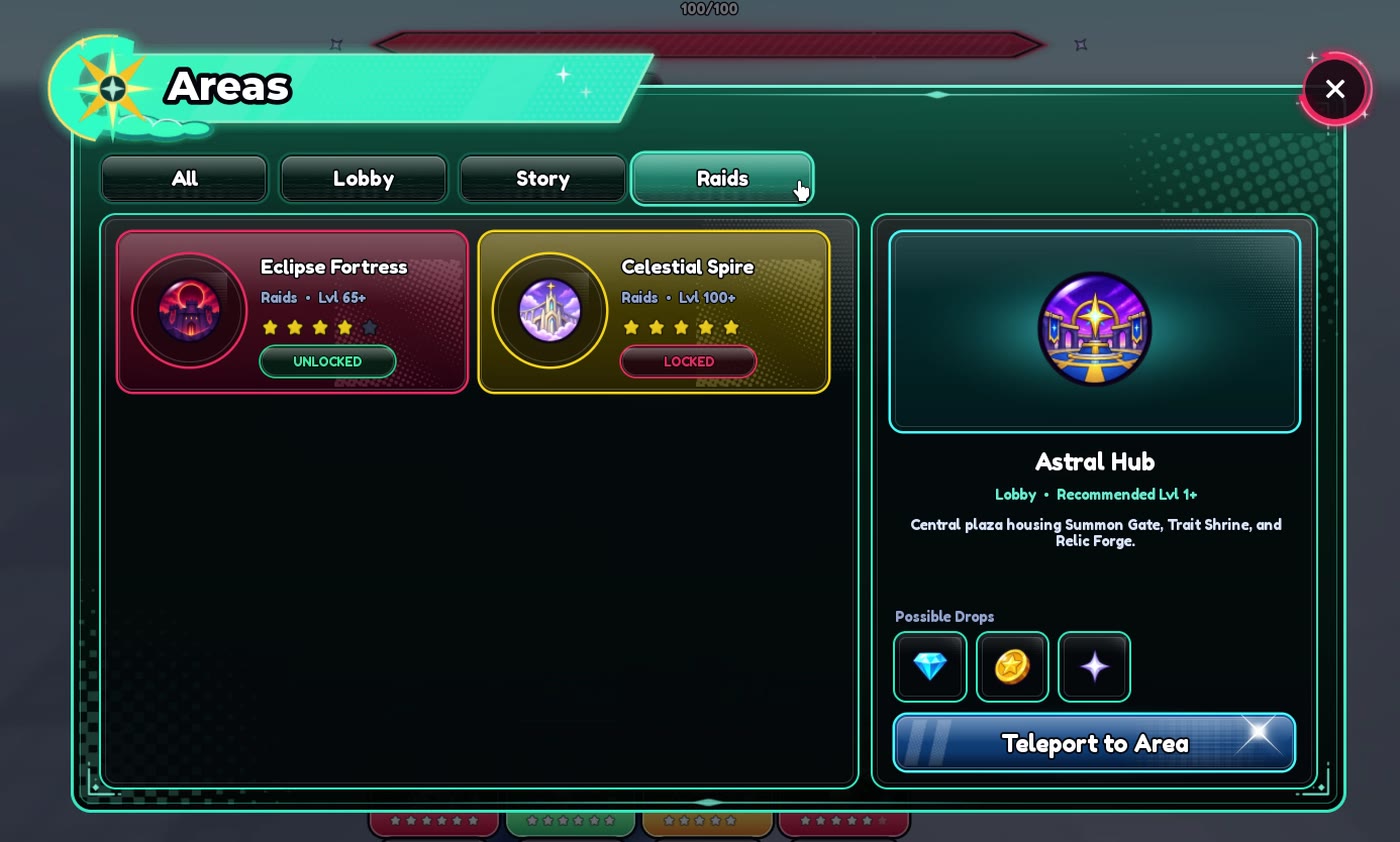 100/100
Areas
All
Lobby
Story
Raids
Eclipse Fortress
Raids • Lvl 65+
UNLOCKED
Celestial Spire
Raids • Lvl 100+
LOCKED
Astral Hub
Lobby • Recommended Lvl 1+
Central plaza housing Summon Gate, Trait Shrine, and
Relic Forge.
Possible Drops
Teleport to Area